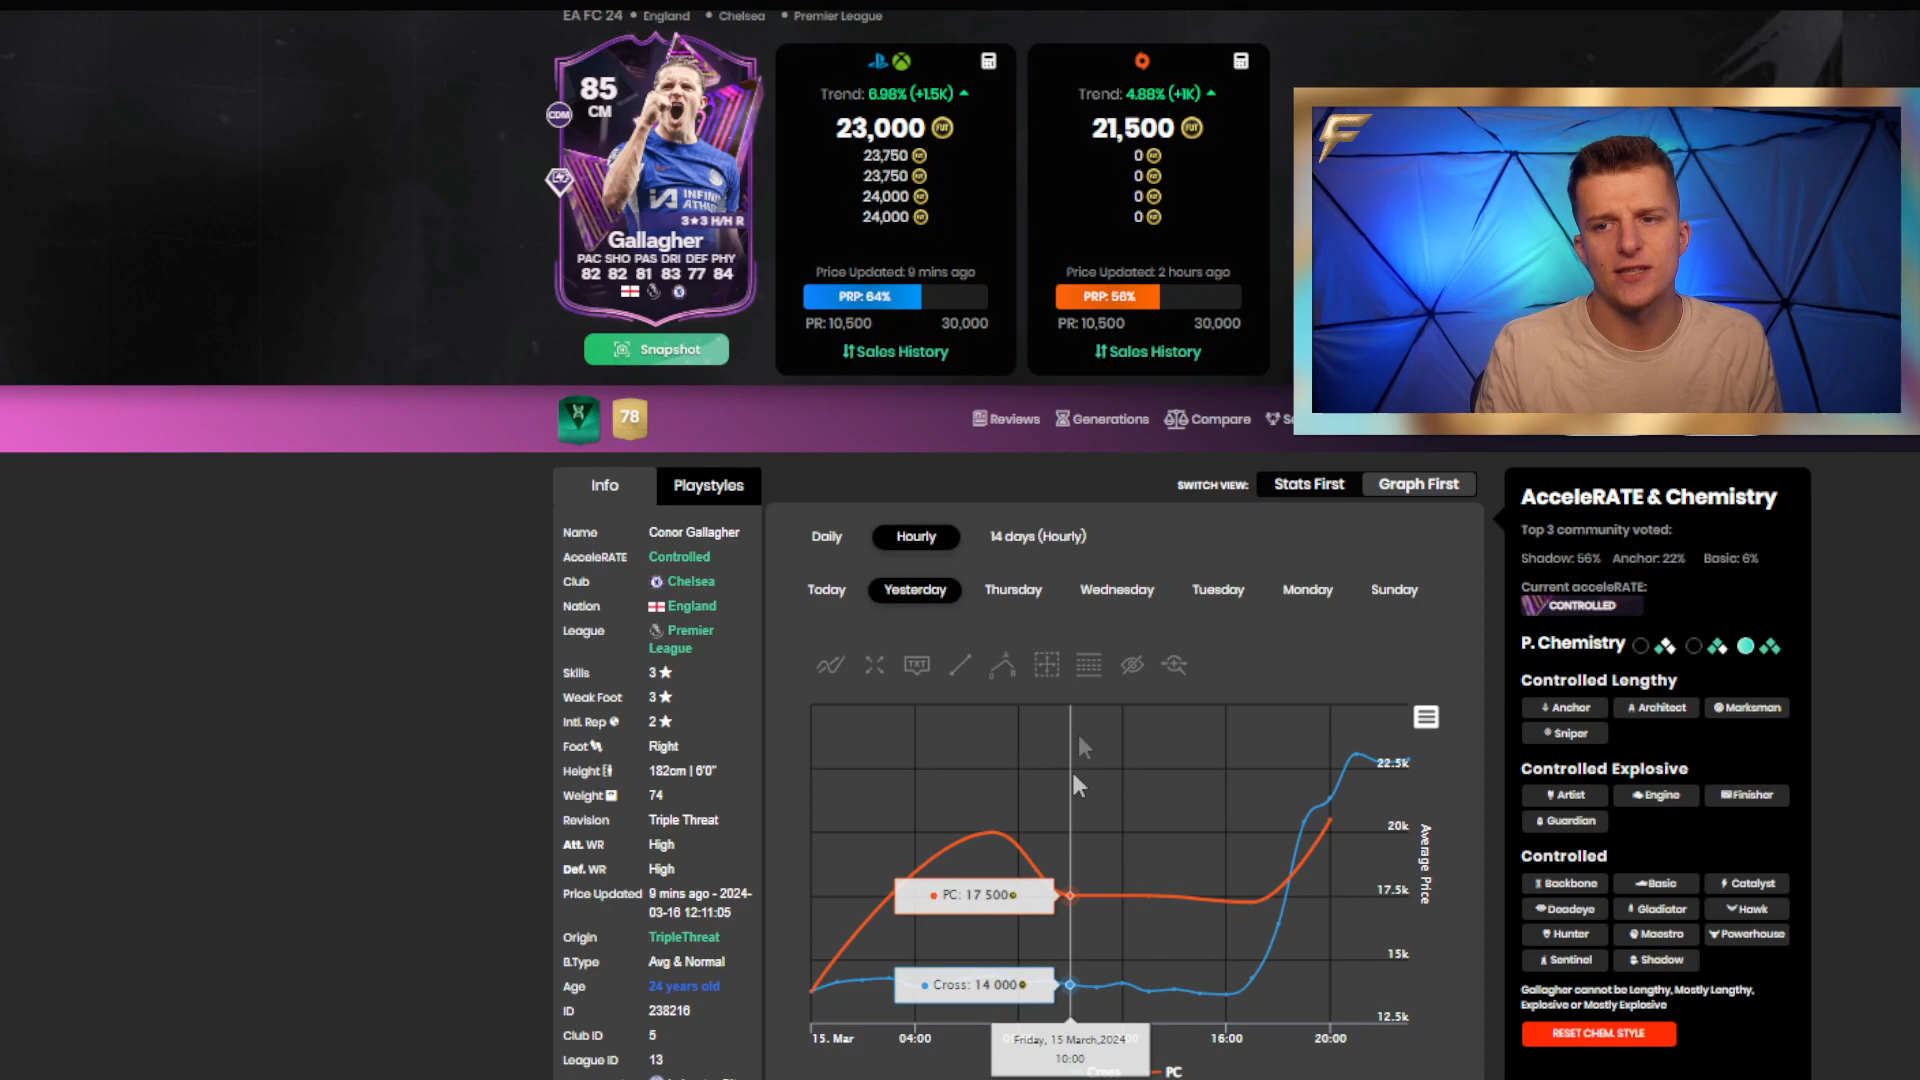 EA FC 24 • England • Chelsea • Premier League
85
CM
CDM
INFINI
ATHL
3★3 H/H R
Gallagher
PAC SHO PAS DRI DEF PHY
82 82 81 83 77 84
Snapshot
Trend: 6.98% (+1.5K)
23,000
23,750
23,750
24,000
24,000
Price Updated: 9 mins ago
PRP: 64%
PR: 10,500 30,000
Sales History
Trend: 4.88% (+1K)
21,500
0
0
0
0
Price Updated: 2 hours ago
PRP: 56%
PR: 10,500 30,000
Sales History
F
78
Reviews Generations Compare
Info Playstyles
SWITCH VIEW: Stats First Graph First
Name Conor Gallagher
AcceleRATE Controlled
Club Chelsea
Nation England
League Premier
League
Skills 3★
Weak Foot 3★
Intl. Rep 2★
Foot Right
Height 182cm | 6'0"
Weight 74
Revision Triple Threat
Att. WR High
Def. WR High
Price Updated 9 mins ago - 2024-
03-16 12:11:05
Origin TripleThreat
B.Type Avg & Normal
Age 24 years old
ID 238216
Club ID 5
League ID 13
Daily Hourly 14 days (Hourly)
Today Yesterday Thursday Wednesday Tuesday Monday Sunday
TXT
22.5k
20k
17.5k
15k
12.5k
Average Price
PC: 17 500
Cross: 14 000
15. Mar 04:00 16:00 20:00
Friday, 15 March,2024
10:00
Cross PC
AcceleRATE & Chemistry
Top 3 community voted:
Shadow: 56% Anchor: 22% Basic: 6%
Current acceleRATE:
CONTROLLED
P. Chemistry
Controlled Lengthy
Anchor Architect Marksman
Sniper
Controlled Explosive
Artist Engine Finisher
Guardian
Controlled
Backbone Basic Catalyst
Deadeye Gladiator Hawk
Hunter Maestro Powerhouse
Sentinel Shadow
Gallagher cannot be Lengthy, Mostly Lengthy,
Explosive or Mostly Explosive
RESET CHEM. STYLE